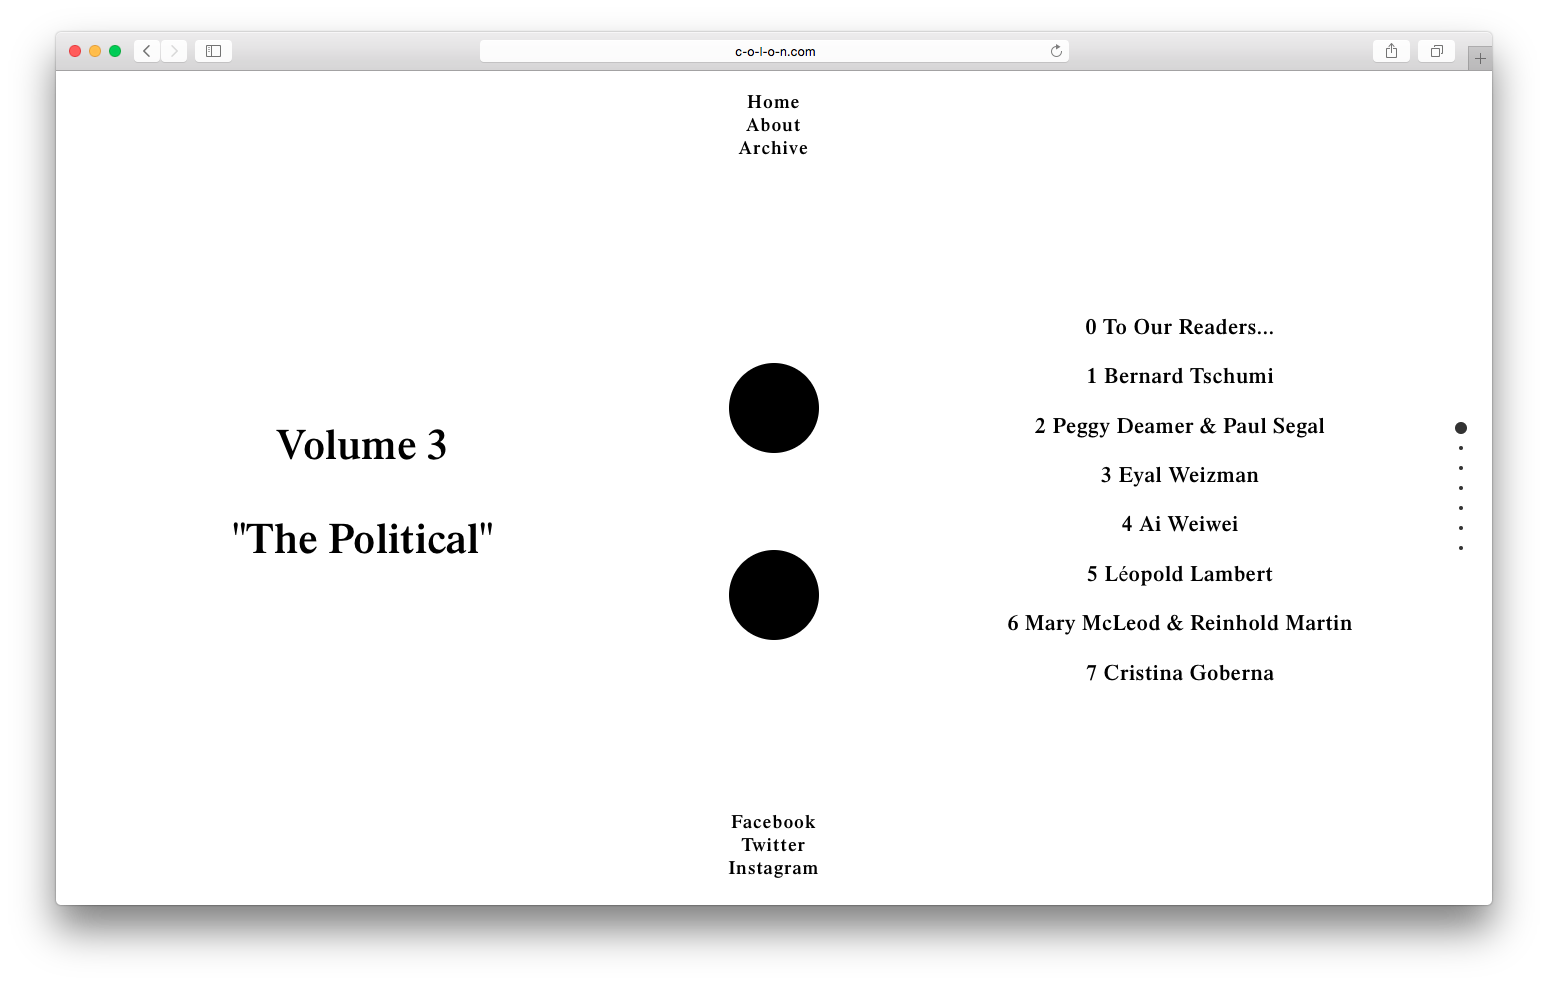 c-o-l-o-n.com
Home
About
Archive
Volume 3
"The Political"
0 To Our Readers...
1 Bernard Tschumi
2 Peggy Deamer & Paul Segal
3 Eyal Weizman
4 Ai Weiwei
5 Léopold Lambert
6 Mary McLeod & Reinhold Martin
7 Cristina Goberna
Facebook
Twitter
Instagram